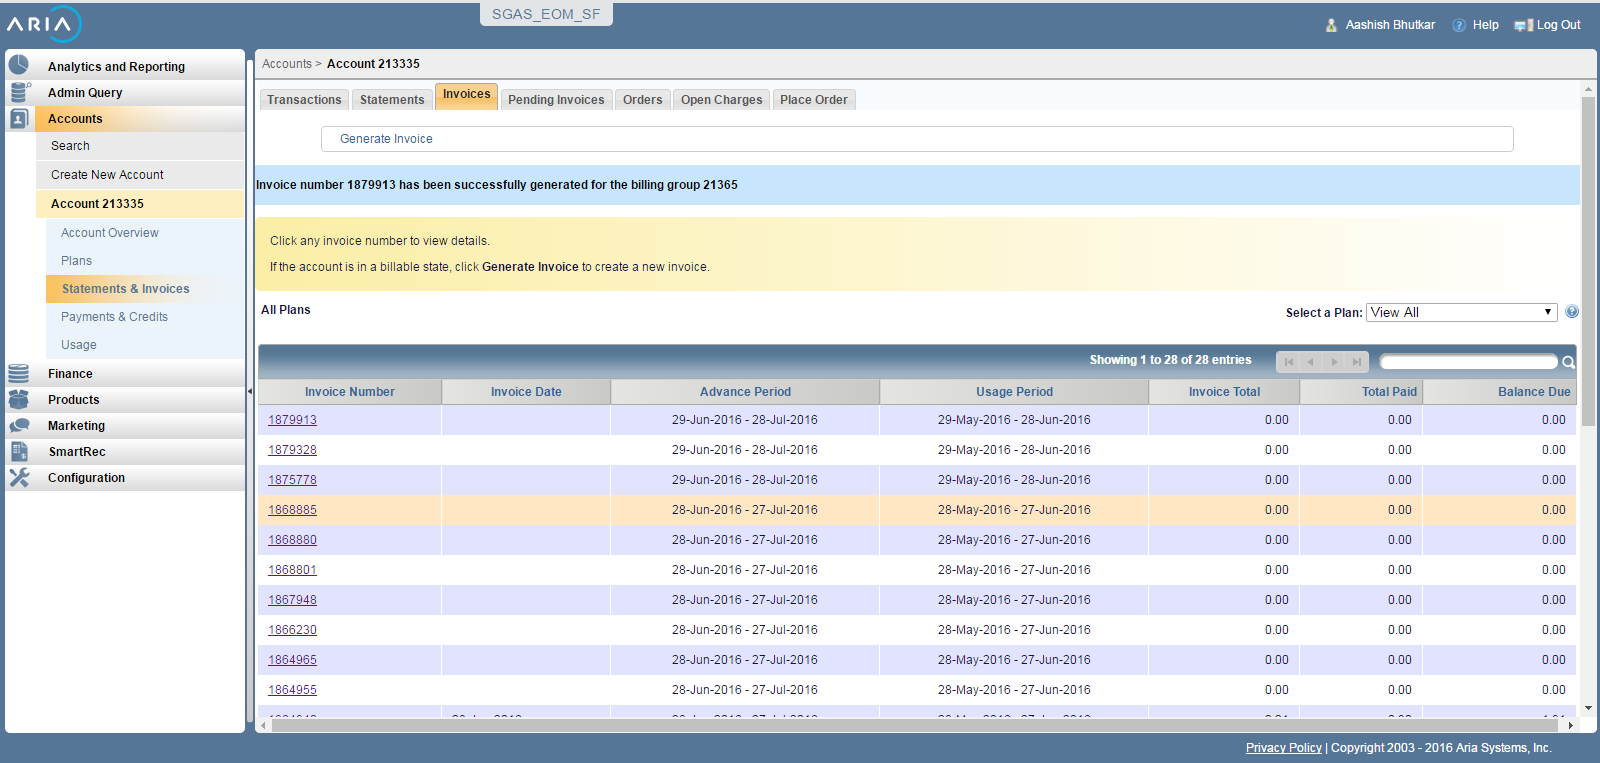 ARIA
SGAS_EOM_SF
Aashish Bhutkar Help Log Out
Analytics and Reporting
Admin Query
Accounts
Search
Create New Account
Account 213335
Account Overview
Plans
Statements & Invoices
Payments & Credits
Usage
Finance
Products
Marketing
SmartRec
Configuration
Accounts > Account 213335
Transactions Statements Invoices Pending Invoices Orders Open Charges Place Order
Generate Invoice
Invoice number 1879913 has been successfully generated for the billing group 21365
Click any invoice number to view details.
If the account is in a billable state, click Generate Invoice to create a new invoice.
All Plans
Select a Plan: View All
Showing 1 to 28 of 28 entries
Invoice Number Invoice Date Advance Period Usage Period Invoice Total Total Paid Balance Due
1879913 29-Jun-2016 - 28-Jul-2016 29-May-2016 - 28-Jun-2016 0.00 0.00 0.00
1879328 29-Jun-2016 - 28-Jul-2016 29-May-2016 - 28-Jun-2016 0.00 0.00 0.00
1875778 29-Jun-2016 - 28-Jul-2016 29-May-2016 - 28-Jun-2016 0.00 0.00 0.00
1868885 28-Jun-2016 - 27-Jul-2016 28-May-2016 - 27-Jun-2016 0.00 0.00 0.00
1868880 28-Jun-2016 - 27-Jul-2016 28-May-2016 - 27-Jun-2016 0.00 0.00 0.00
1868801 28-Jun-2016 - 27-Jul-2016 28-May-2016 - 27-Jun-2016 0.00 0.00 0.00
1867948 28-Jun-2016 - 27-Jul-2016 28-May-2016 - 27-Jun-2016 0.00 0.00 0.00
1866230 28-Jun-2016 - 27-Jul-2016 28-May-2016 - 27-Jun-2016 0.00 0.00 0.00
1864965 28-Jun-2016 - 27-Jul-2016 28-May-2016 - 27-Jun-2016 0.00 0.00 0.00
1864955 28-Jun-2016 - 27-Jul-2016 28-May-2016 - 27-Jun-2016 0.00 0.00 0.00
Privacy Policy | Copyright 2003 - 2016 Aria Systems, Inc.